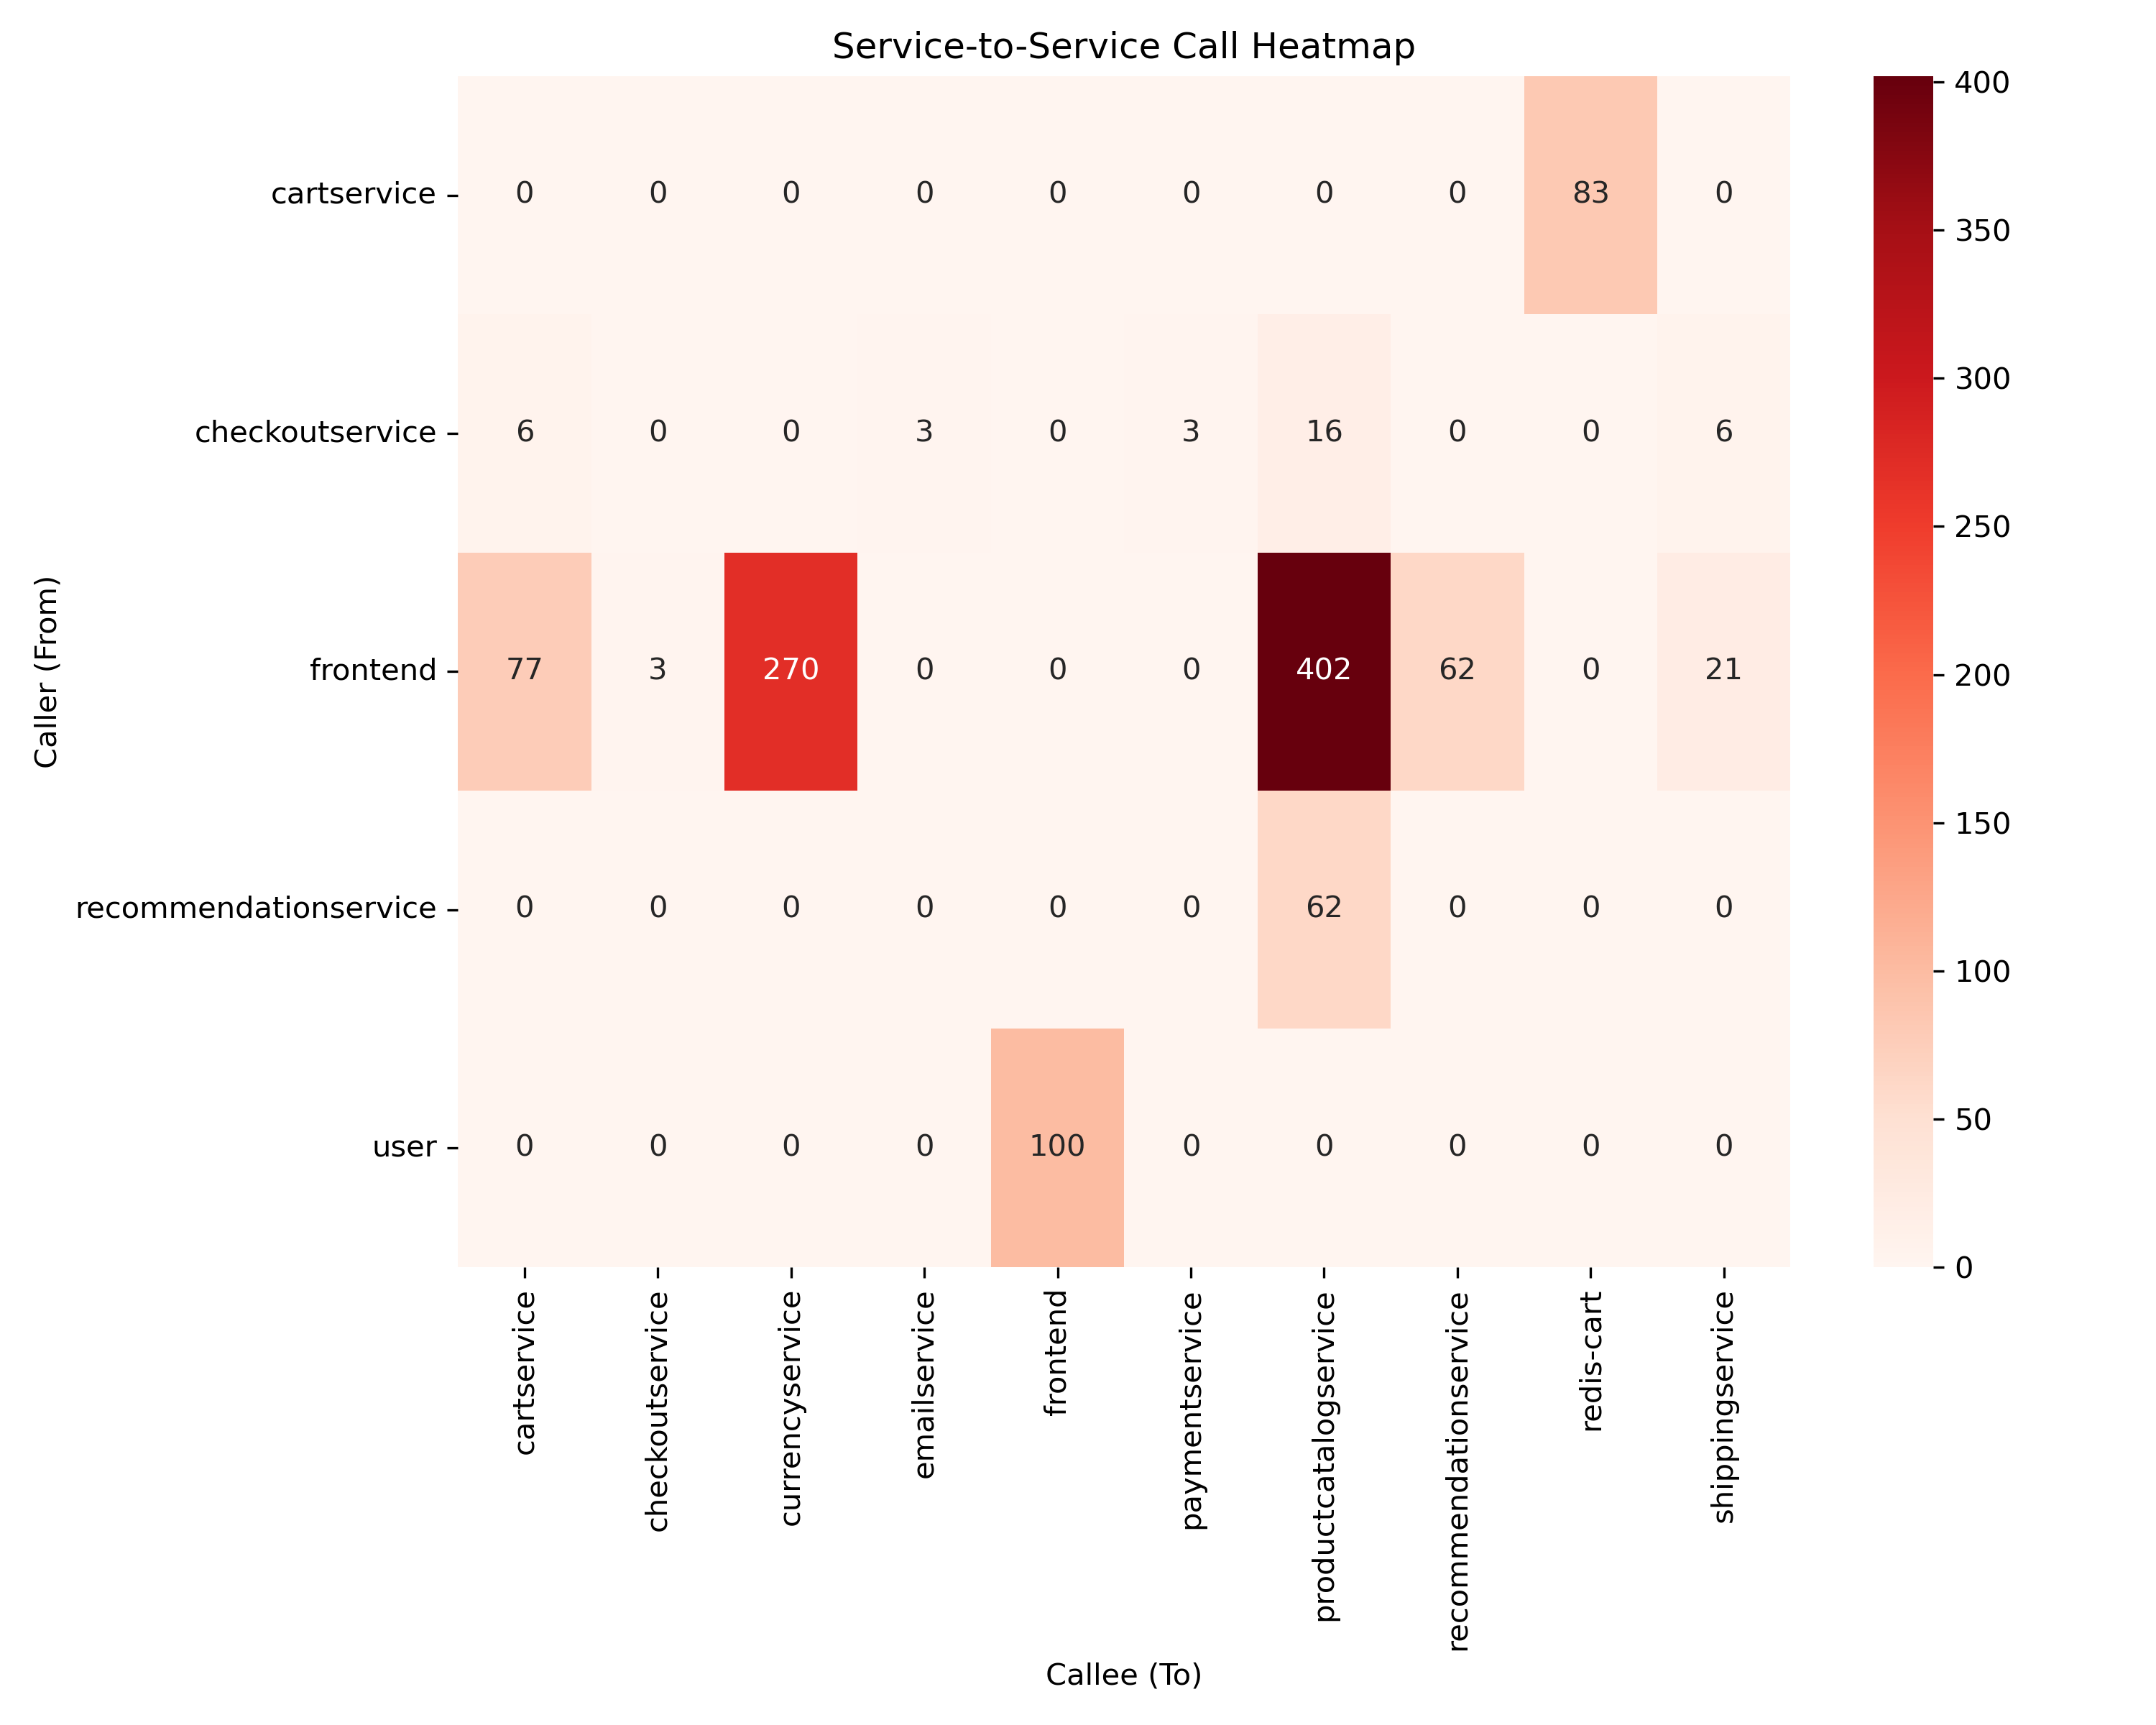 Service-to-Service Call Heatmap
Caller (From)
cartservice 0 0 0 0 0 0 0 0 83 0
checkoutservice 6 0 0 3 0 3 16 0 0 6
frontend 77 3 270 0 0 0 402 62 0 21
recommendationservice 0 0 0 0 0 0 62 0 0 0
user 0 0 0 0 100 0 0 0 0 0
cartservice
checkoutservice
currencyservice
emailservice
frontend
paymentservice
productcatalogservice
recommendationservice
redis-cart
shippingservice
Callee (To)
400
350
300
250
200
150
100
50
0